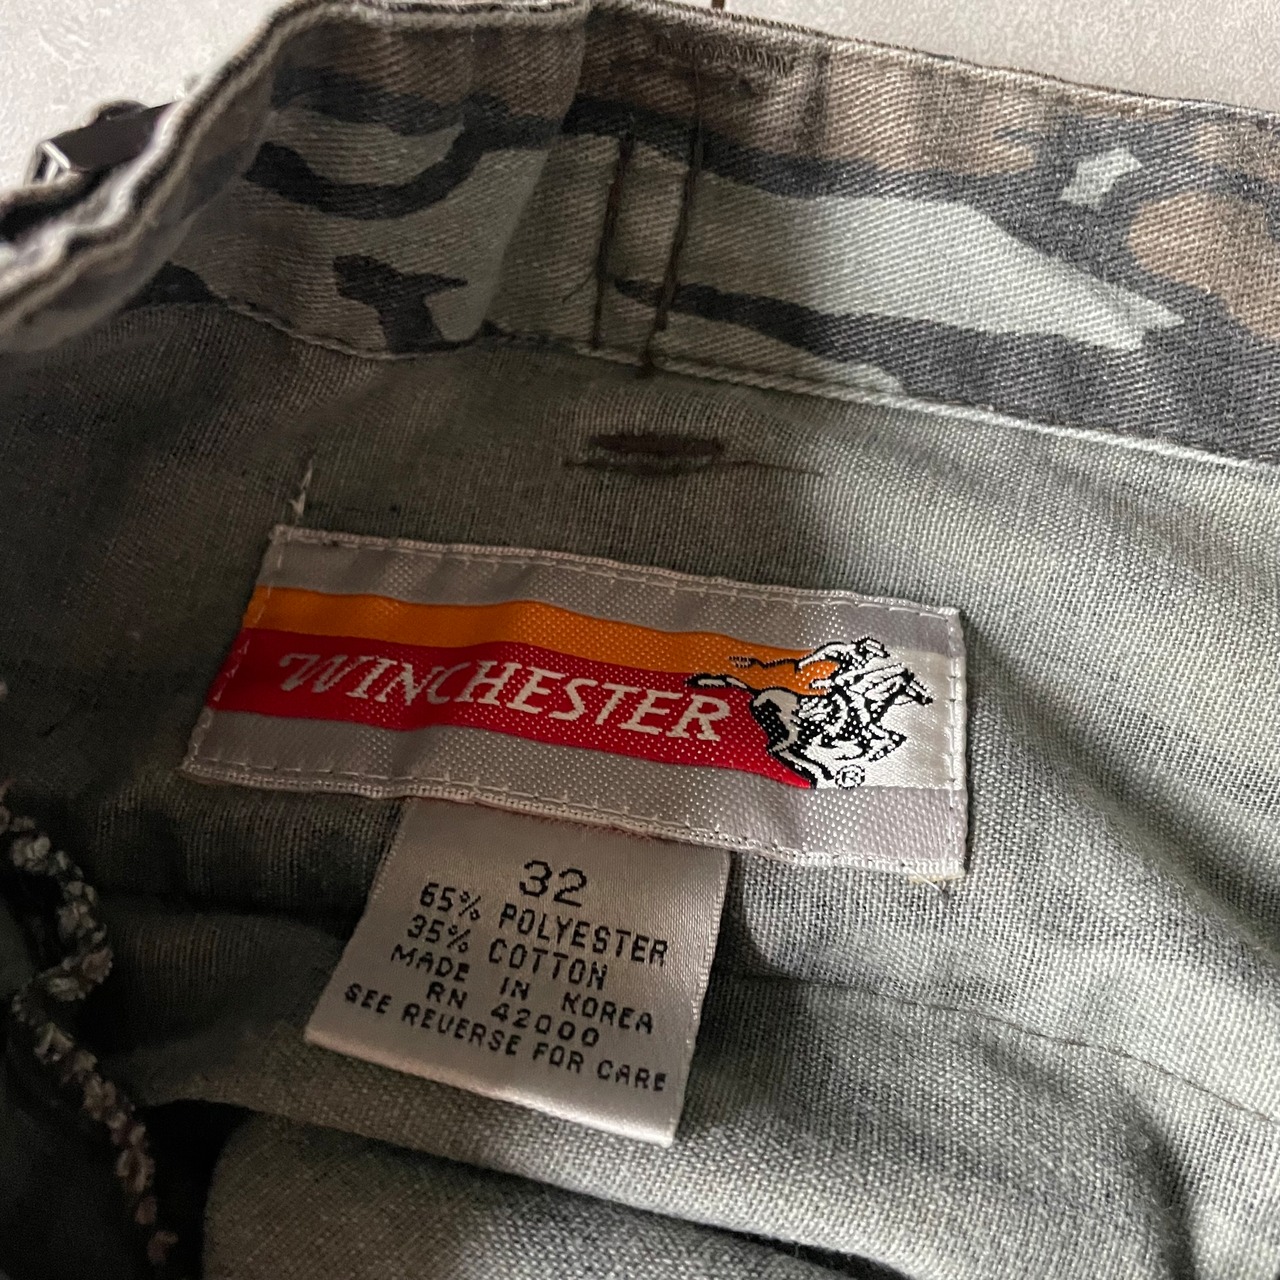 WINCHESTER
®
32
65% POLYESTER
35% COTTON
MADE IN KOREA
RN 42000
SEE REVERSE FOR CARE